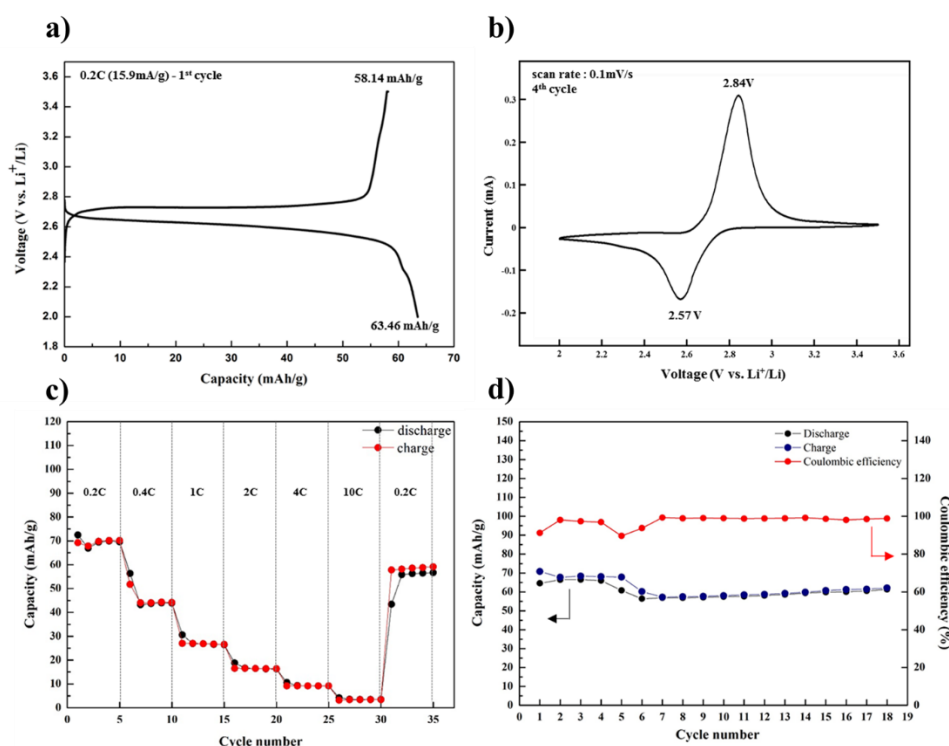 a)
0.2C (15.9mA/g) - 1st cycle
58.14 mAh/g
63.46 mAh/g
Voltage (V vs. Li+/Li)
3.6
3.4
3.2
3.0
2.8
2.6
2.4
2.2
2.0
1.8
0 10 20 30 40 50 60 70
Capacity (mAh/g)
b)
scan rate : 0.1mV/s
4th cycle
2.84V
2.57 V
Current (mA)
0.3
0.2
0.1
0
-0.1
-0.2
2 2.2 2.4 2.6 2.8 3 3.2 3.4 3.6
Voltage (V vs. Li+/Li)
c)
discharge
charge
0.2C 0.4C 1C 2C 4C 10C 0.2C
Capacity (mAh/g)
120
110
100
90
80
70
60
50
40
30
20
10
0
0 5 10 15 20 25 30 35
Cycle number
d)
Discharge
Charge
Coulombic efficiency
Capacity (mAh/g)
150
140
130
120
110
100
90
80
70
60
50
40
30
20
10
0
0 1 2 3 4 5 6 7 8 9 10 11 12 13 14 15 16 17 18 19
Cycle number
140
120
100
80
60
40
20
0
Coulombic efficiency (%)